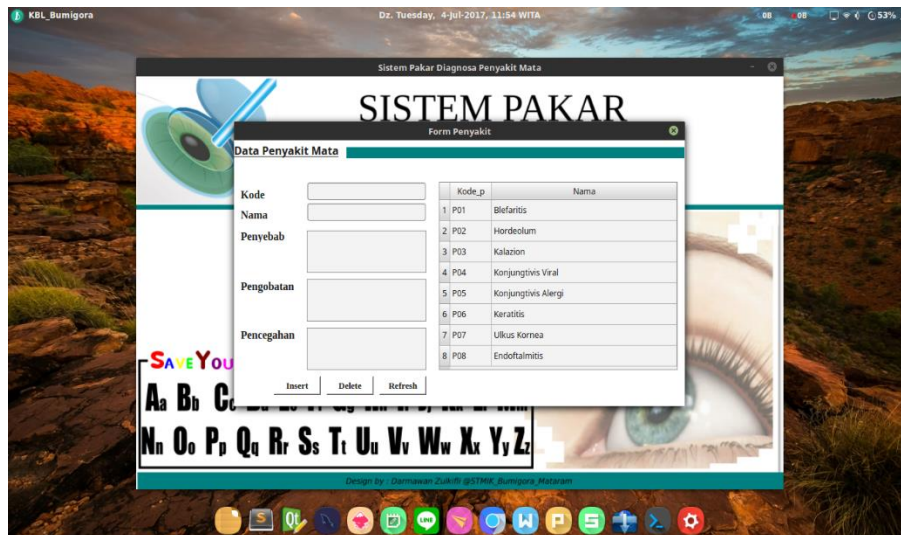 KBL_Bumigora
Dz. Tuesday, 4-Jul-2017, 11:54 WITA
0B
0B
53%
Sistem Pakar Diagnosa Penyakit Mata
SISTEM PAKAR
Form Penyakit
Data Penyakit Mata
Kode
Nama
Penyebab
Pengobatan
Pencegahan
Insert Delete Refresh
Kode_p Nama
1 P01 Blefaritis
2 P02 Hordeolum
3 P03 Kalazion
4 P04 Konjungtivis Viral
5 P05 Konjungtivis Alergi
6 P06 Keratitis
7 P07 Ulkus Kornea
8 P08 Endoftalmitis
SAVE YOU
Aa Bb
Nn Oo Pp Qq Rr Ss Tt Uu Vv Ww Xx Yy Zz
Design by : Darmawan Zulkifli @STMIK_Bumigora_Mataram
S
Qt
LINE
P